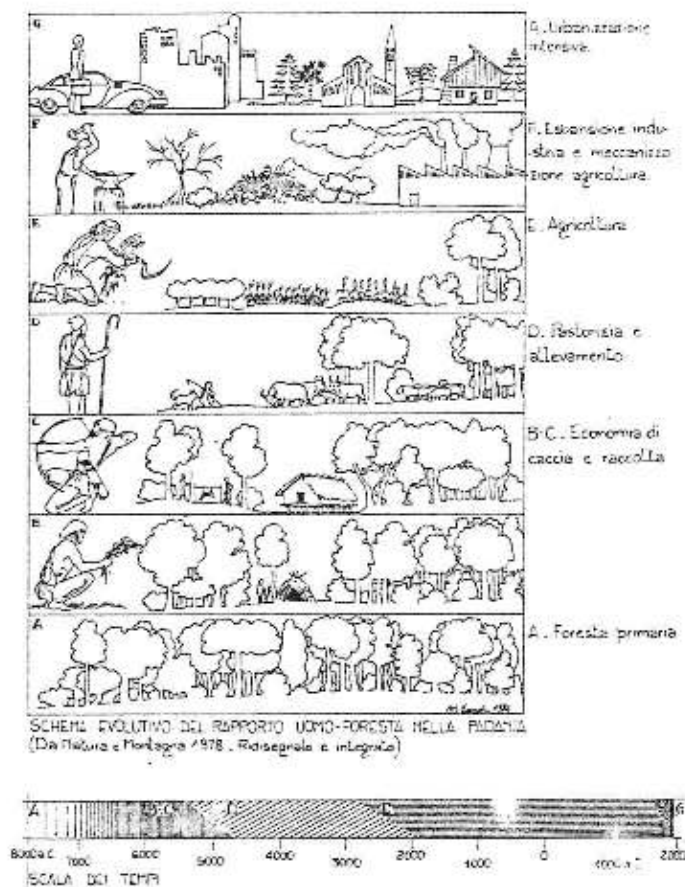 G
G. Urbanizzazione
intensiva.
F
F. Espansione indu-
stria e meccanizza
zione agricoltura.
E
E. Agricoltura
D
D. Pastorizia e
allevamento
C
B-C. Economia di
caccia e raccolta
B
A
A. Foresta primaria
SCHEMA EVOLUTIVO DEL RAPPORTO UOMO-FORESTA NELLA PADANIA
(Da Natura e Montagna 1978. Ridisegnato e integrato)
A
8000 a.C. 7000 6000 5000 4000 3000 2000 1000 0 1000 d.C. 2000
SCALA DEI TEMPI